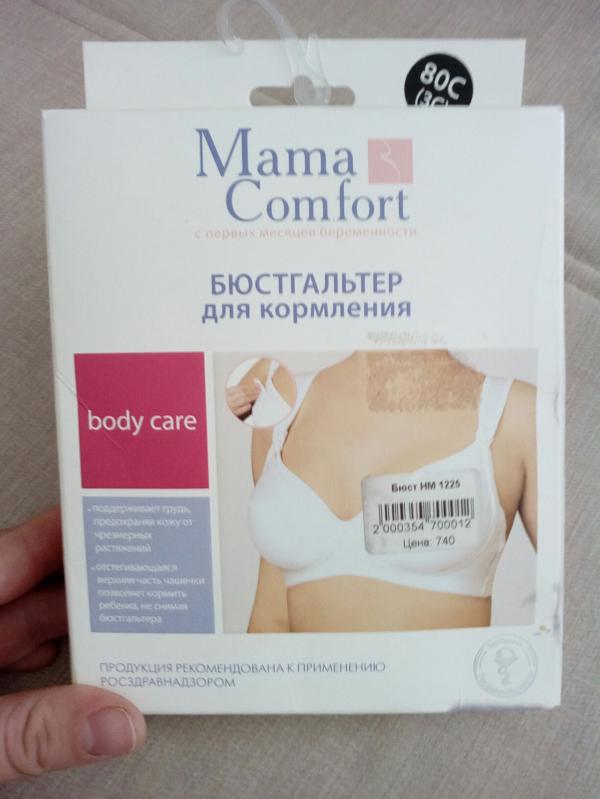 80C
Mama
Comfort
с первых месяцев беременности
БЮСТГАЛЬТЕР
для кормления
body care
Бюст НМ 1225
2 000354 700012
Цена: 740
• поддерживает грудь,
предохраняя кожу от
чрезмерных
растяжений
• отстегивающаяся
верхняя часть чашечки
позволяет кормить
ребенка, не снимая
бюстгальтера
ПРОДУКЦИЯ РЕКОМЕНДОВАНА К ПРИМЕНЕНИЮ
РОСЗДРАВНАДЗОРОМ